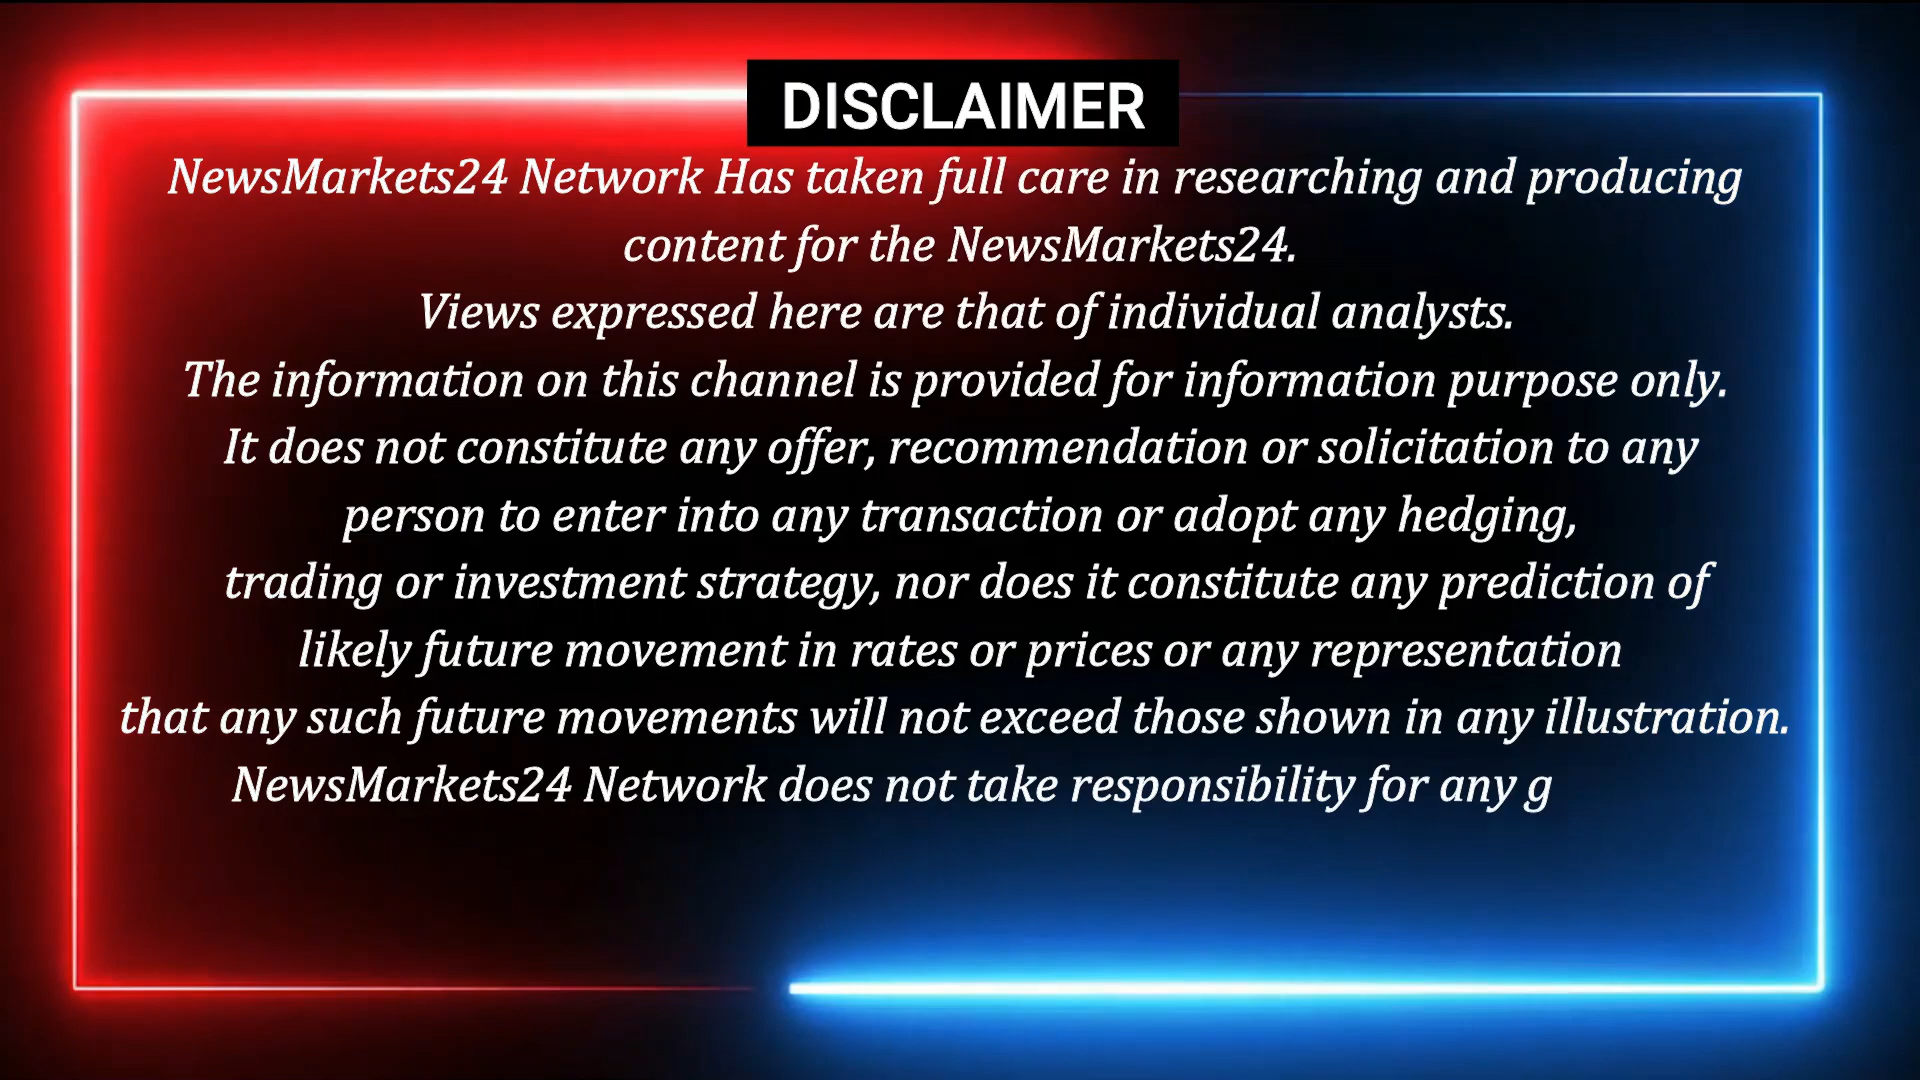 DISCLAIMER
NewsMarkets24 Network Has taken full care in researching and producing
content for the NewsMarkets24.
Views expressed here are that of individual analysts.
The information on this channel is provided for information purpose only.
It does not constitute any offer, recommendation or solicitation to any
person to enter into any transaction or adopt any hedging,
trading or investment strategy, nor does it constitute any prediction of
likely future movement in rates or prices or any representation
that any such future movements will not exceed those shown in any illustration.
NewsMarkets24 Network does not take responsibility for any g